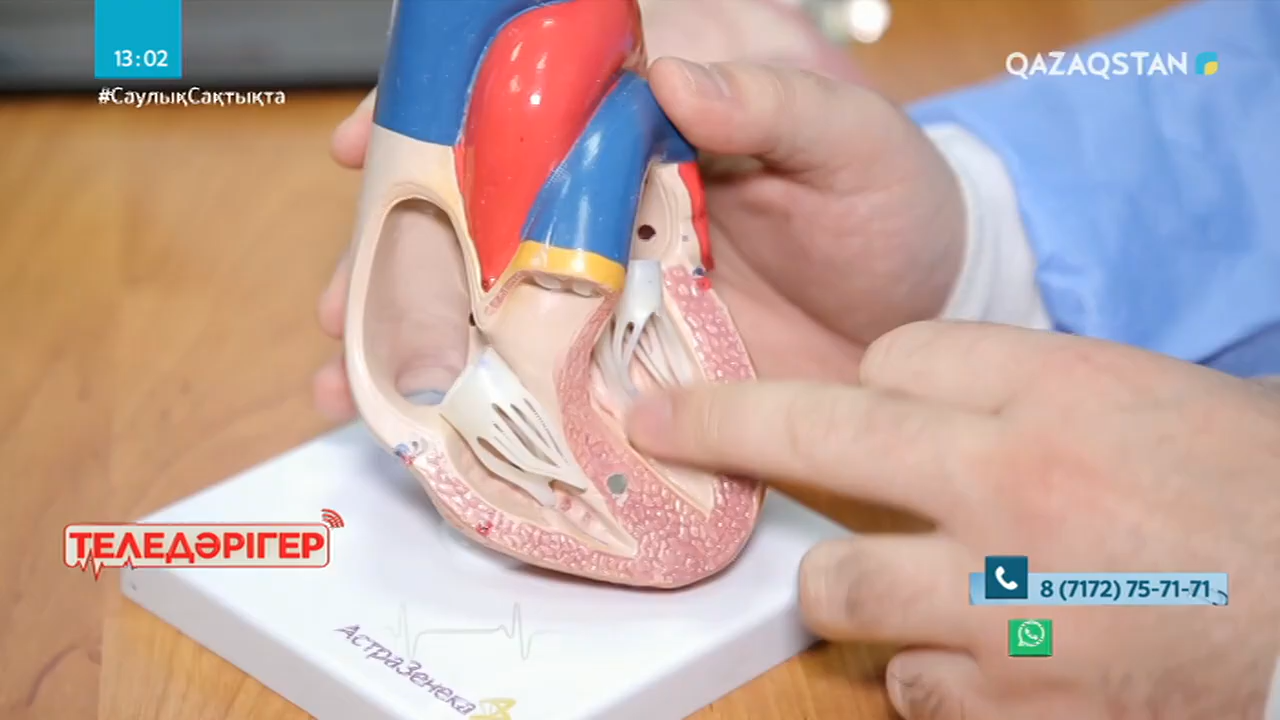 13:02
#СаулықСақтықта
QAZAQSTAN
ТЕЛЕДӘРІГЕР
8 (7172) 75-71-71
АстраЗенека